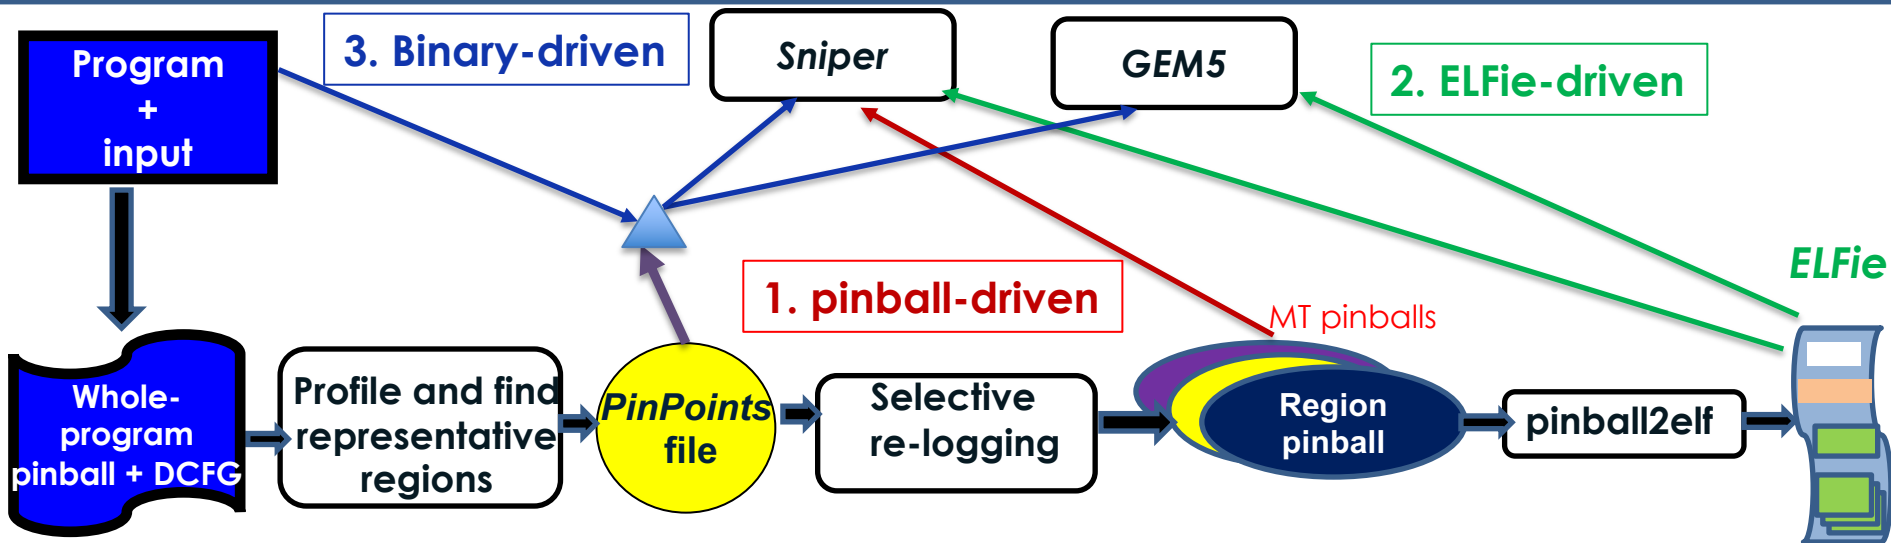 Program
+
input
3. Binary-driven
Sniper
GEM5
2. ELFie-driven
ELFie
1. pinball-driven
MT pinballs
Whole-
program
pinball + DCFG
Profile and find
representative
regions
PinPoints
file
Selective
re-logging
Region
pinball
pinball2elf